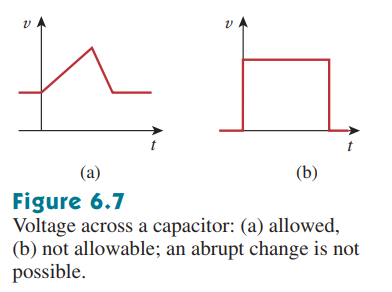 v
v
t
t
(a)
(b)
Figure 6.7
Voltage across a capacitor: (a) allowed,
(b) not allowable; an abrupt change is not
possible.